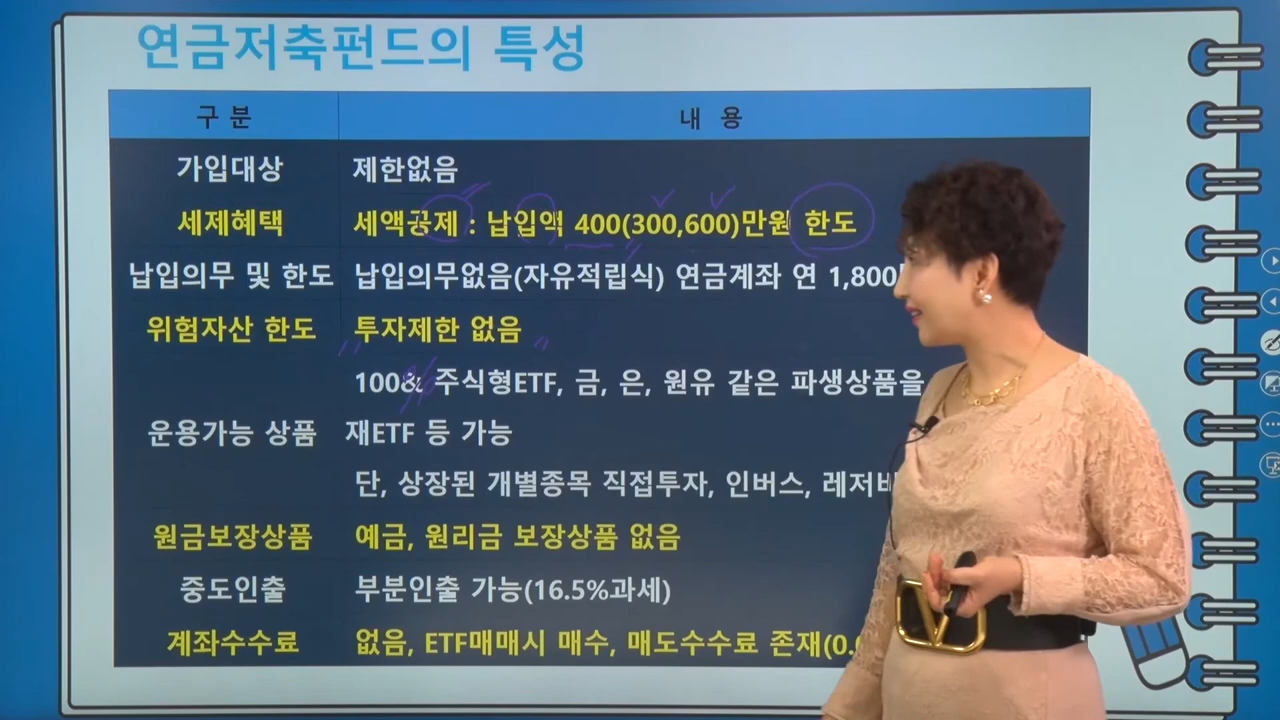 연금저축펀드의 특성
구 분 내 용
가입대상 제한없음
세제혜택 세액공제 : 납입액 400(300,600)만원 한도
납입의무 및 한도 납입의무없음(자유적립식) 연금계좌 연 1,800
위험자산 한도 투자제한 없음
100& 주식형ETF, 금, 은, 원유 같은 파생상품을
운용가능 상품 재ETF 등 가능
단, 상장된 개별종목 직접투자, 인버스, 레저
원금보장상품 예금, 원리금 보장상품 없음
중도인출 부분인출 가능(16.5%과세)
계좌수수료 없음, ETF매매시 매수, 매도수수료 존재(0.